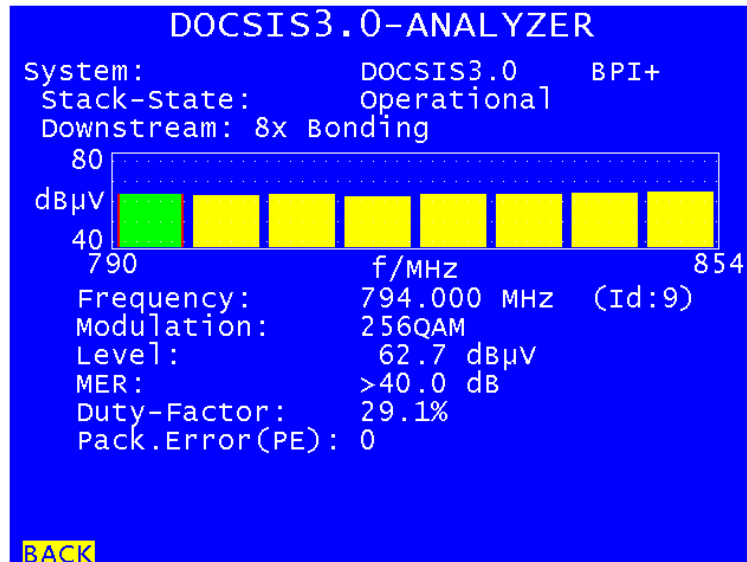 DOCSIS3.0-ANALYZER
System: DOCSIS3.0 BPI+
Stack-State: Operational
Downstream: 8x Bonding
80
dBµV
40
790 f/MHz 854
Frequency: 794.000 MHz (Id:9)
Modulation: 256QAM
Level: 62.7 dBµV
MER: >40.0 dB
Duty-Factor: 29.1%
Pack.Error(PE): 0
BACK